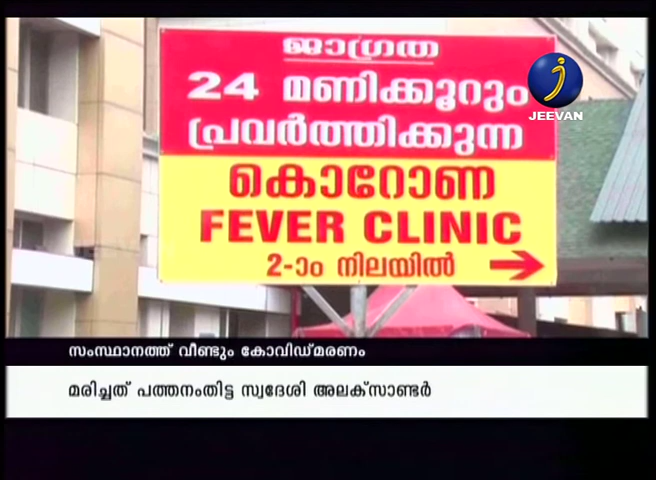 ജാഗ്രത
24 മണിക്കൂറും
പ്രവർത്തിക്കുന്ന
കൊറോണ
FEVER CLINIC
2-ാം നിലയിൽ
JEEVAN
സംസ്ഥാനത്ത് വീണ്ടും കോവിഡ്മരണം
മരിച്ചത് പത്തനംതിട്ട സ്വദേശി അലക്സാണ്ടർ